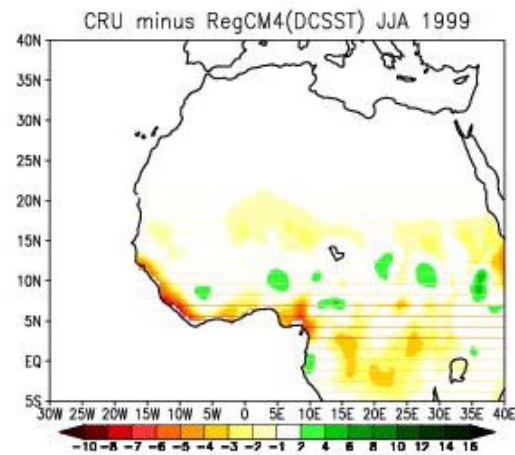 CRU minus RegCM4(DCSST) JJA 1999
40N
35N
30N
25N
20N
15N
10N
5N
EQ
5S
30W 25W 20W 15W 10W 5W 0 5E 10E 15E 20E 25E 30E 35E 40E
-10 -8 -7 -6 -5 -4 -3 -2 -1 1 2 4 6 8 10 12 14 16